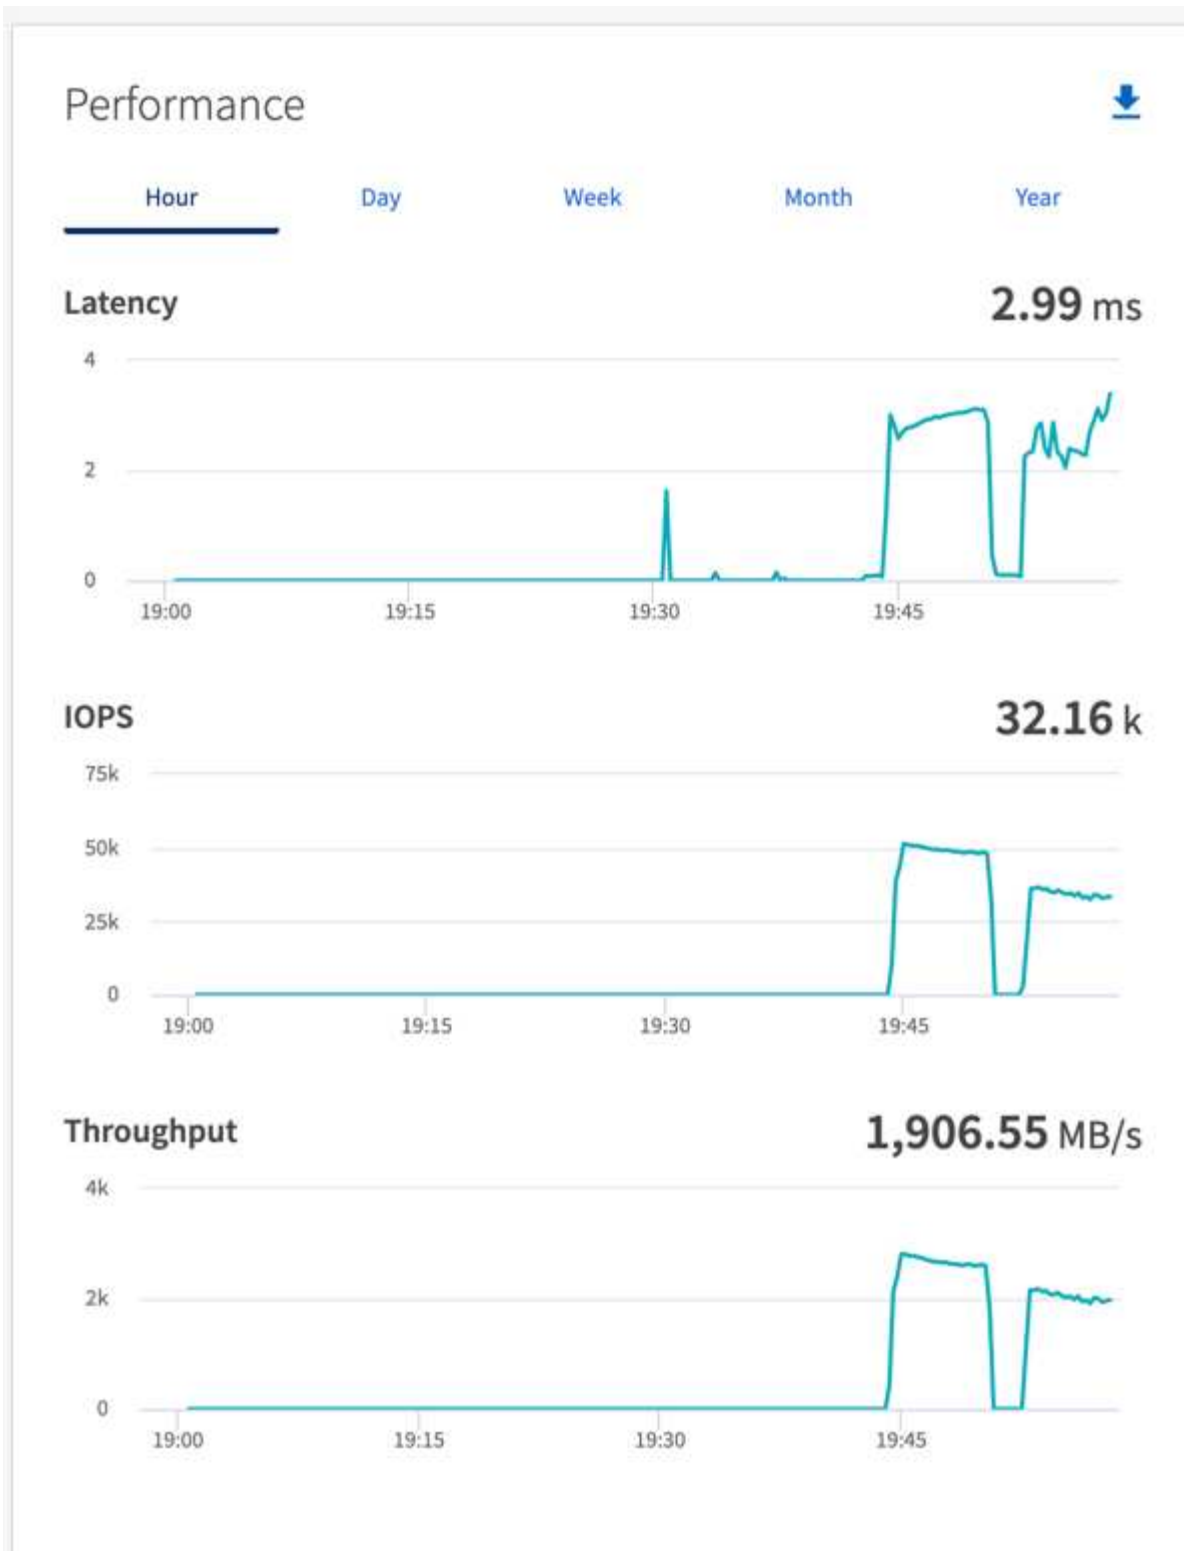 Performance
Hour Day Week Month Year
Latency 2.99 ms
4
2
0
19:00 19:15 19:30 19:45
IOPS 32.16 k
75k
50k
25k
0
19:00 19:15 19:30 19:45
Throughput 1,906.55 MB/s
4k
2k
0
19:00 19:15 19:30 19:45